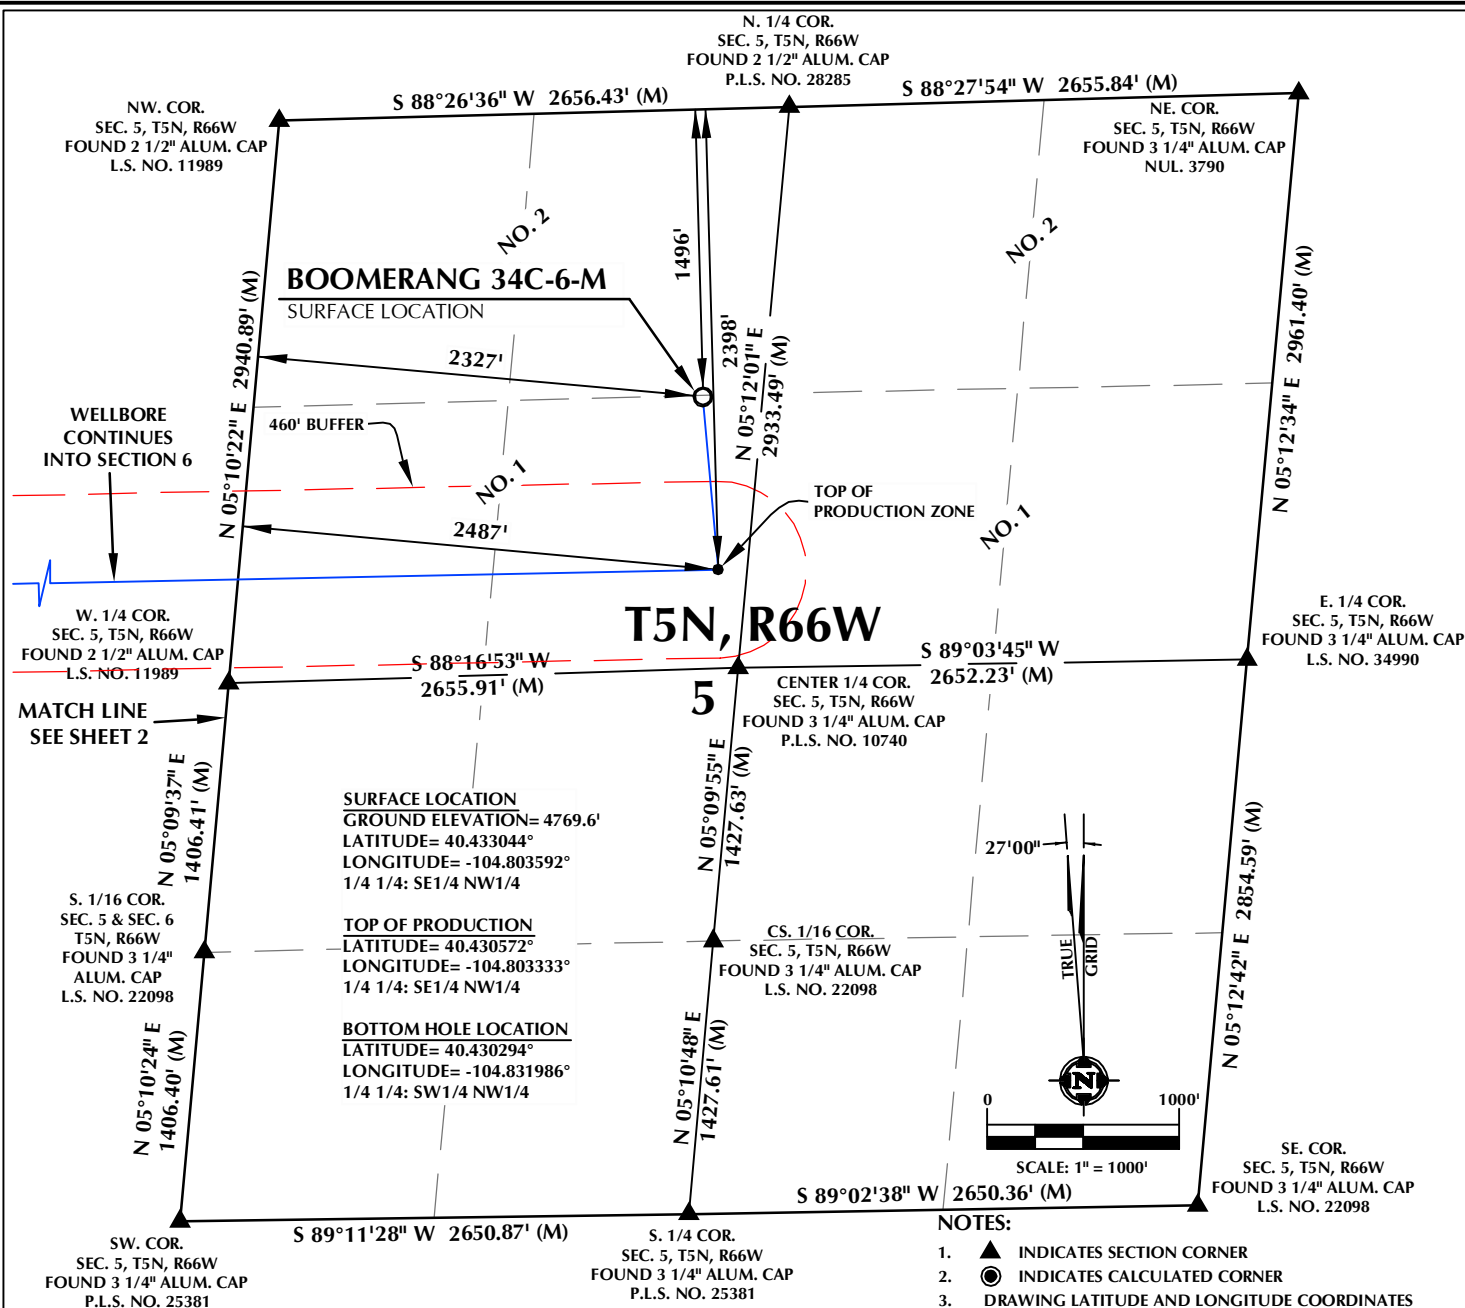 N. 1/4 COR.
SEC. 5, T5N, R66W
FOUND 2 1/2" ALUM. CAP
P.L.S. NO. 28285
NW. COR.
SEC. 5, T5N, R66W
FOUND 2 1/2" ALUM. CAP
L.S. NO. 11989
S 88°26'36" W 2656.43' (M)
S 88°27'54" W 2655.84' (M)
NE. COR.
SEC. 5, T5N, R66W
FOUND 3 1/4" ALUM. CAP
NUL. 3790
NO. 2
NO. 2
1496'
BOOMERANG 34C-6-M
SURFACE LOCATION
2398'
N 05°12'01" E
2933.49' (M)
N 05°10'22" E 2940.89' (M)
N 05°12'34" E 2961.40' (M)
2327'
460' BUFFER
WELLBORE
CONTINUES
INTO SECTION 6
NO. 1
NO. 1
TOP OF
PRODUCTION ZONE
2487'
T5N, R66W
5
W. 1/4 COR.
SEC. 5, T5N, R66W
FOUND 2 1/2" ALUM. CAP
L.S. NO. 11989
S 88°16'53" W
2655.91' (M)
S 89°03'45" W
2652.23' (M)
E. 1/4 COR.
SEC. 5, T5N, R66W
FOUND 3 1/4" ALUM. CAP
L.S. NO. 34990
CENTER 1/4 COR.
SEC. 5, T5N, R66W
FOUND 3 1/4" ALUM. CAP
P.L.S. NO. 10740
MATCH LINE
SEE SHEET 2
N 05°09'37" E
1406.41' (M)
N 05°09'55" E
1427.63' (M)
SURFACE LOCATION
GROUND ELEVATION= 4769.6'
LATITUDE= 40.433044°
LONGITUDE= -104.803592°
1/4 1/4: SE1/4 NW1/4
TOP OF PRODUCTION
LATITUDE= 40.430572°
LONGITUDE= -104.803333°
1/4 1/4: SE1/4 NW1/4
BOTTOM HOLE LOCATION
LATITUDE= 40.430294°
LONGITUDE= -104.831986°
1/4 1/4: SW1/4 NW1/4
S. 1/16 COR.
SEC. 5 & SEC. 6
T5N, R66W
FOUND 3 1/4"
ALUM. CAP
L.S. NO. 22098
CS. 1/16 COR.
SEC. 5, T5N, R66W
FOUND 3 1/4" ALUM. CAP
L.S. NO. 22098
27'00"
TRUE
GRID
N
N 05°12'42" E 2854.59' (M)
N 05°10'24" E
1406.40' (M)
N 05°10'48" E
1427.61' (M)
0 1000'
SCALE: 1" = 1000'
SE. COR.
SEC. 5, T5N, R66W
FOUND 3 1/4" ALUM. CAP
L.S. NO. 22098
S 89°11'28" W 2650.87' (M)
S 89°02'38" W 2650.36' (M)
SW. COR.
SEC. 5, T5N, R66W
FOUND 3 1/4" ALUM. CAP
P.L.S. NO. 25381
S. 1/4 COR.
SEC. 5, T5N, R66W
FOUND 3 1/4" ALUM. CAP
P.L.S. NO. 25381
NOTES:
1. INDICATES SECTION CORNER
2. INDICATES CALCULATED CORNER
3. DRAWING LATITUDE AND LONGITUDE COORDINATES